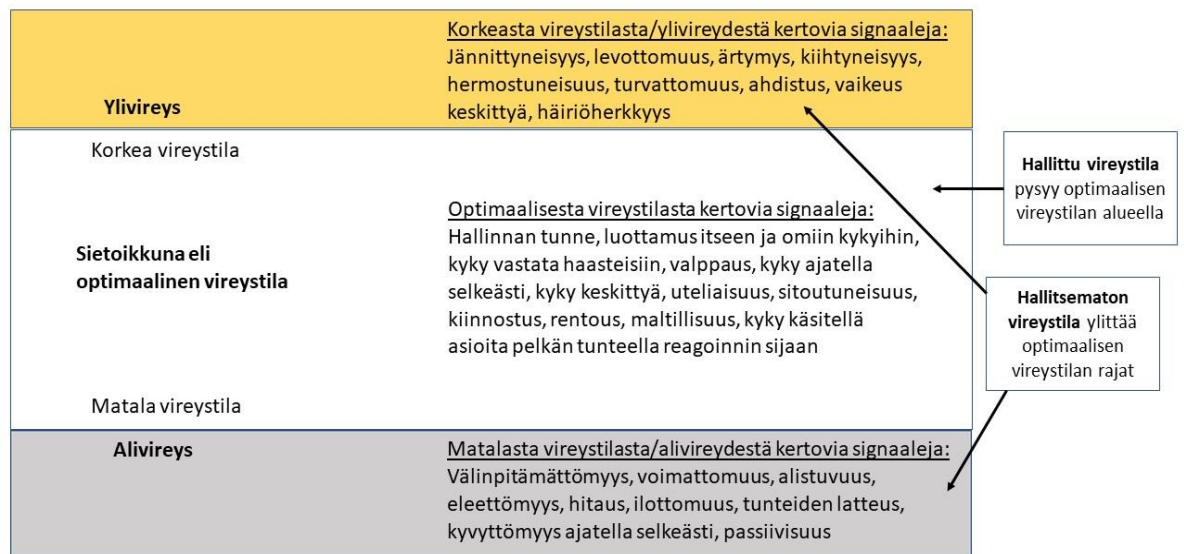 Korkeasta vireystilasta/ylivireydestä kertovia signaaleja:
Jännittyneisyys, levottomuus, ärtymys, kiihtyneisyys,
hermostuneisuus, turvattomuus, ahdistus, vaikeus
keskittyä, häiriöherkkyys
Ylivireys
Korkea vireystila
Hallittu vireystila
pysyy optimaalisen
vireystilan alueella
Optimaalisesta vireystilasta kertovia signaaleja:
Hallinnan tunne, luottamus itseen ja omiin kykyihin,
kyky vastata haasteisiin, valppaus, kyky ajatella
selkeästi, kyky keskittyä, uteliaisuus, sitoutuneisuus,
kiinnostus, rentous, maltillisuus, kyky käsitellä
asioita pelkän tunteella reagoinnin sijaan
Sietoikkuna eli
optimaalinen vireystila
Hallitsematon
vireystila ylittää
optimaalisen
vireystilan rajat
Matala vireystila
Alivireys
Matalasta vireystilasta/alivireydestä kertovia signaaleja:
Välinpitämättömyys, voimattomuus, alistuvuus,
eleettömyys, hitaus, ilottomuus, tunteiden latteus,
kyvyttömyys ajatella selkeästi, passiivisuus